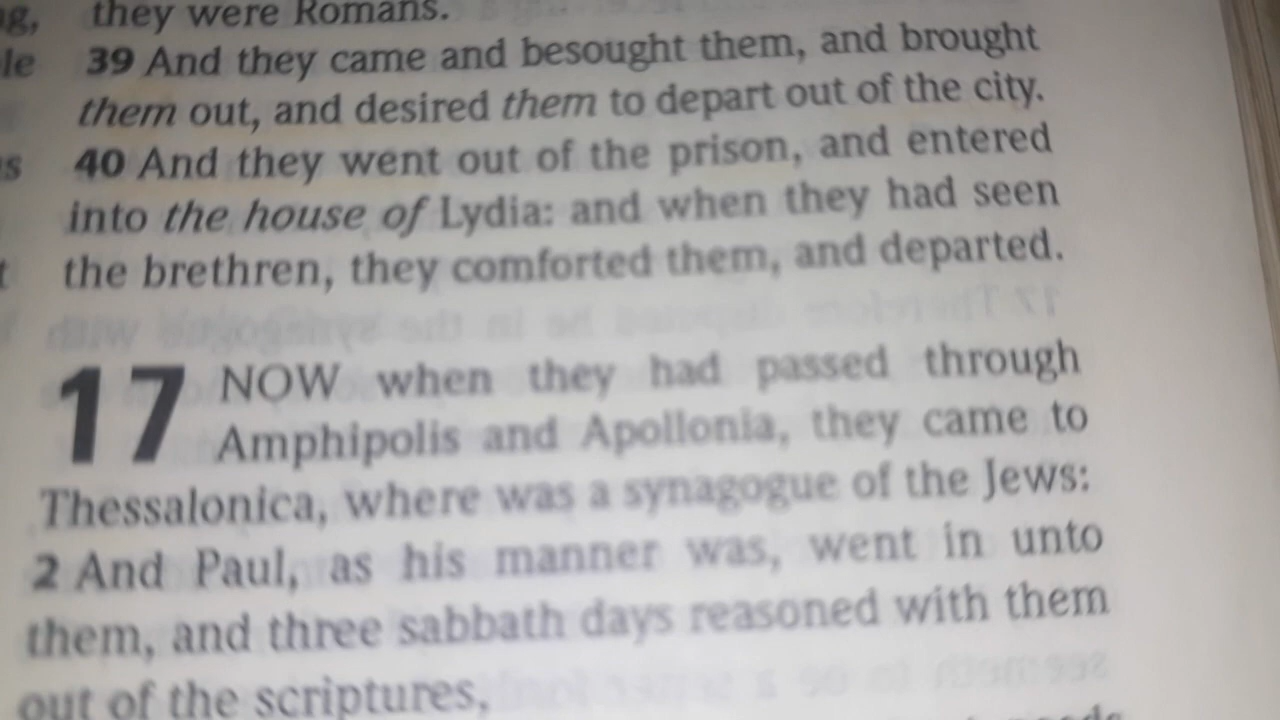 g, they were Romans.
le 39 And they came and besought them, and brought
them out, and desired them to depart out of the city.
s 40 And they went out of the prison, and entered
into the house of Lydia: and when they had seen
t the brethren, they comforted them, and departed.
17 NOW when they had passed through
Amphipolis and Apollonia, they came to
Thessalonica, where was a synagogue of the Jews:
2 And Paul, as his manner was, went in unto
them, and three sabbath days reasoned with them
out of the scriptures,